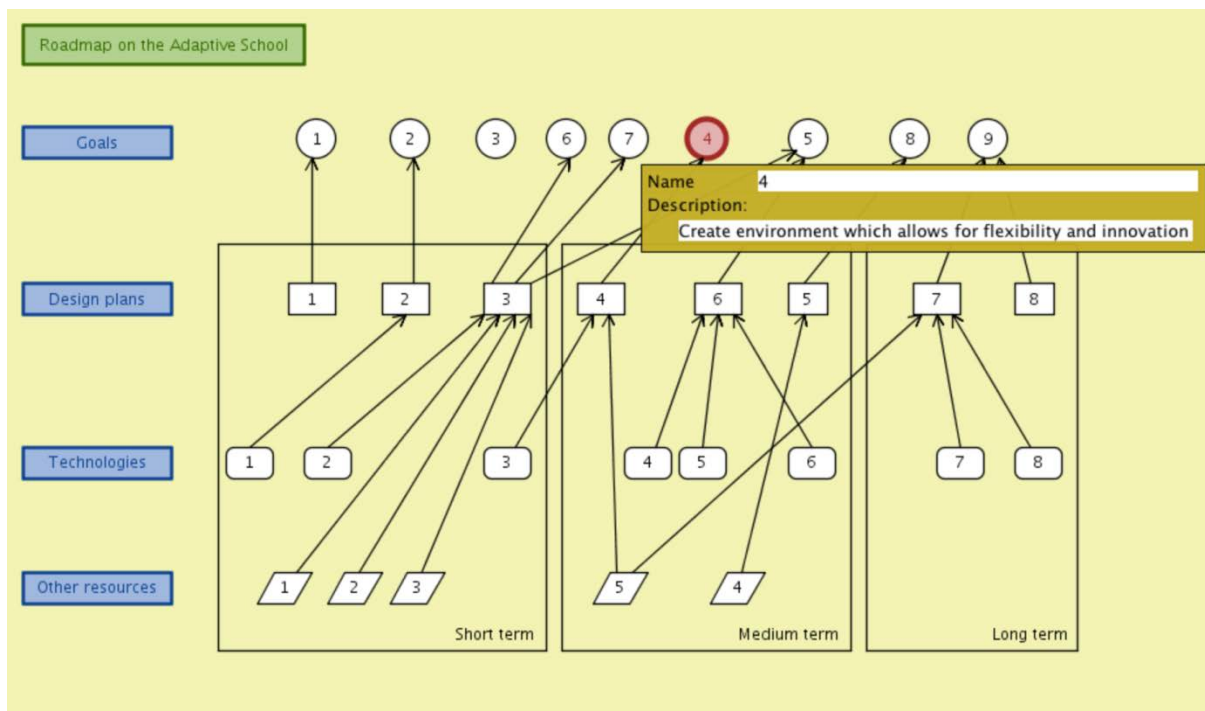 Roadmap on the Adaptive School
Goals
1 2 3 6 7 4 5 8 9
Name 4
Description:
Create environment which allows for flexibility and innovation
Design plans
1 2 3 4 6 5 7 8
Technologies
1 2 3 4 5 6 7 8
Other resources
1 2 3 5 4
Short term Medium term Long term